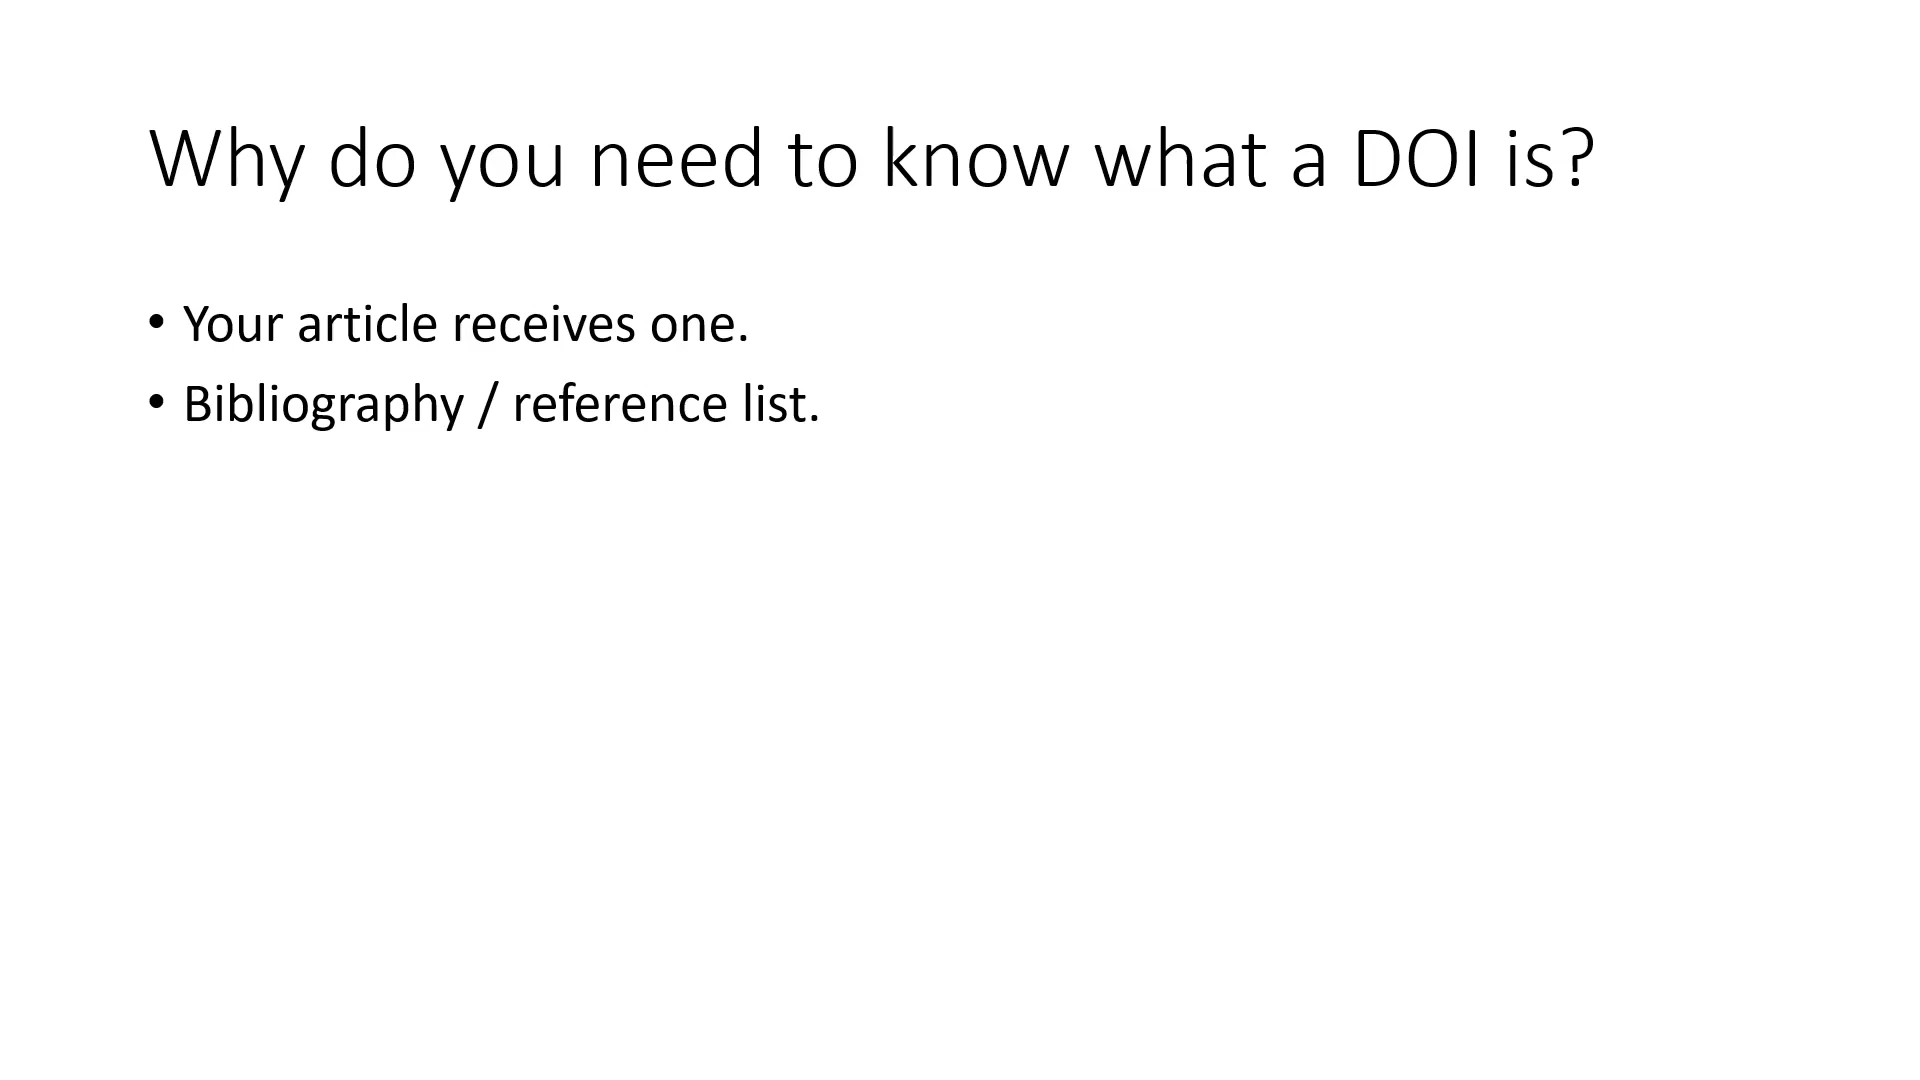 Why do you need to know what a DOI is?
• Your article receives one.
• Bibliography / reference list.